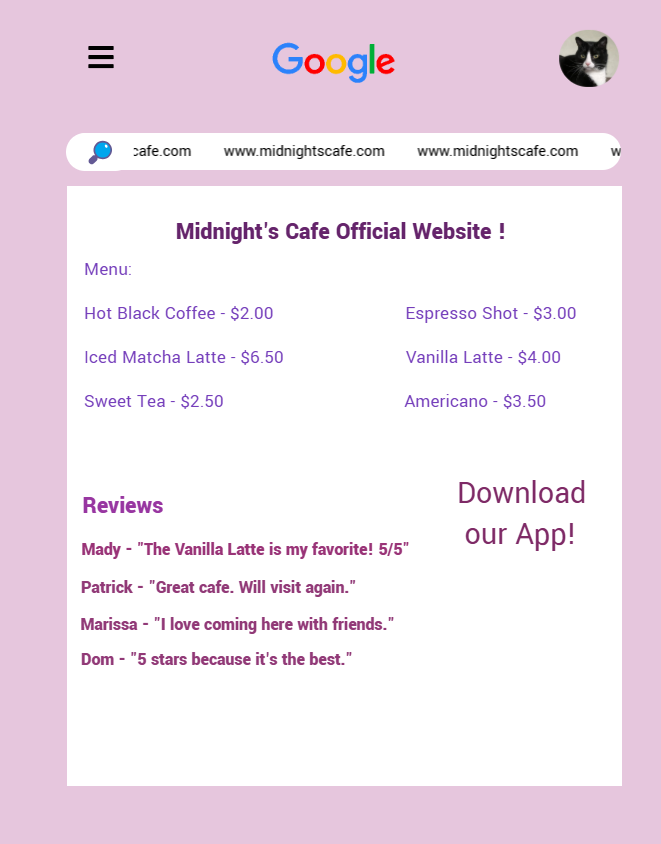 Google
cafe.com www.midnightscafe.com www.midnightscafe.com w
Midnight's Cafe Official Website !
Menu:
Hot Black Coffee - $2.00
Espresso Shot - $3.00
Iced Matcha Latte - $6.50
Vanilla Latte - $4.00
Sweet Tea - $2.50
Americano - $3.50
Download
our App!
Reviews
Mady - "The Vanilla Latte is my favorite! 5/5"
Patrick - "Great cafe. Will visit again."
Marissa - "I love coming here with friends."
Dom - "5 stars because it's the best."